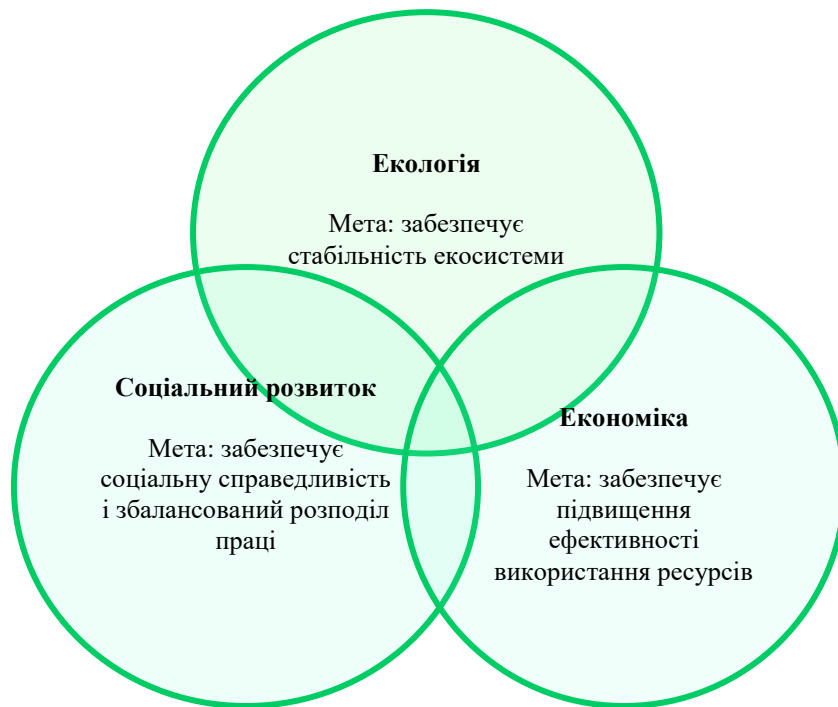 Екологія
Мета: забезпечує
стабільність екосистеми
Соціальний розвиток
Мета: забезпечує
соціальну справедливість
і збалансований розподіл
праці
Економіка
Мета: забезпечує
підвищення
ефективності
використання ресурсів